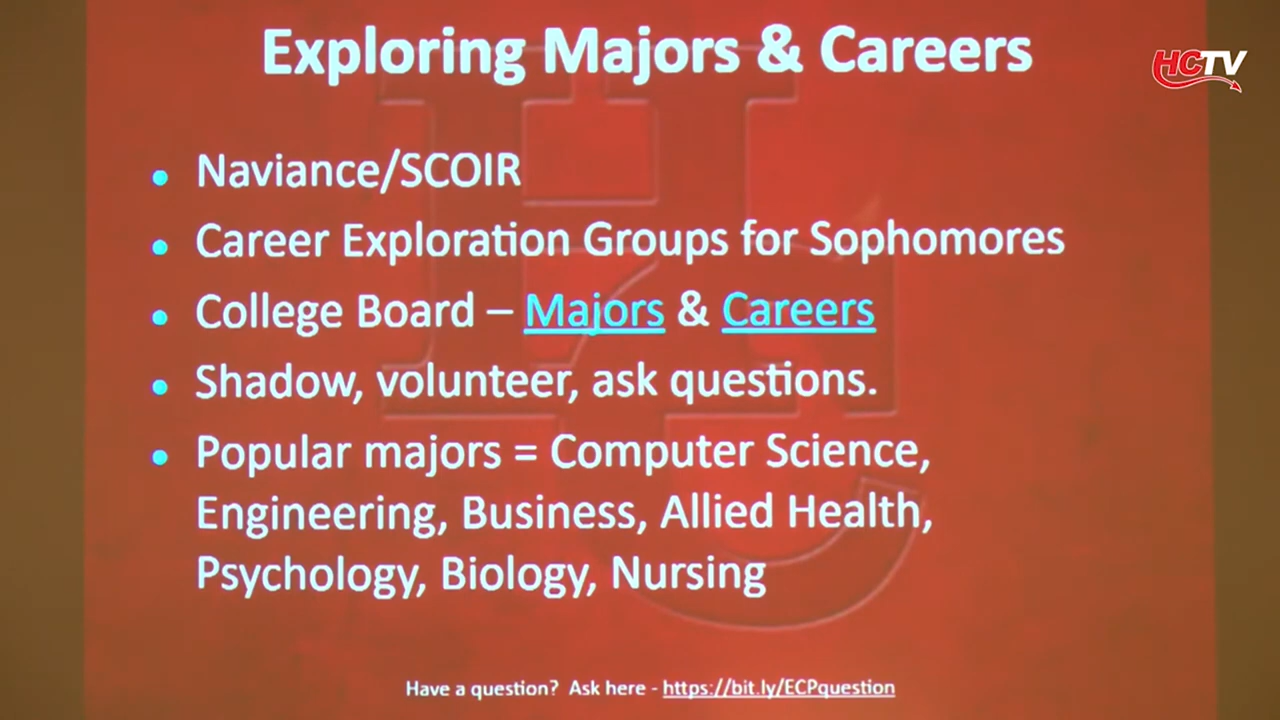 Exploring Majors & Careers
HCTV
• Naviance/SCOIR
• Career Exploration Groups for Sophomores
• College Board – Majors & Careers
• Shadow, volunteer, ask questions.
• Popular majors = Computer Science,
Engineering, Business, Allied Health,
Psychology, Biology, Nursing
Have a question? Ask here - https://bit.ly/ECPquestion